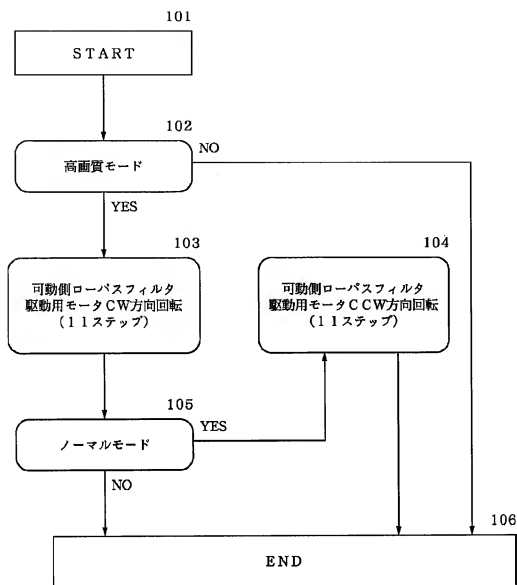 101
START
102
高画質モード
NO
YES
103
可動側ローパスフィルタ
駆動用モータCW方向回転
(11ステップ)
104
可動側ローパスフィルタ
駆動用モータCCW方向回転
(11ステップ)
105
ノーマルモード
YES
NO
106
END